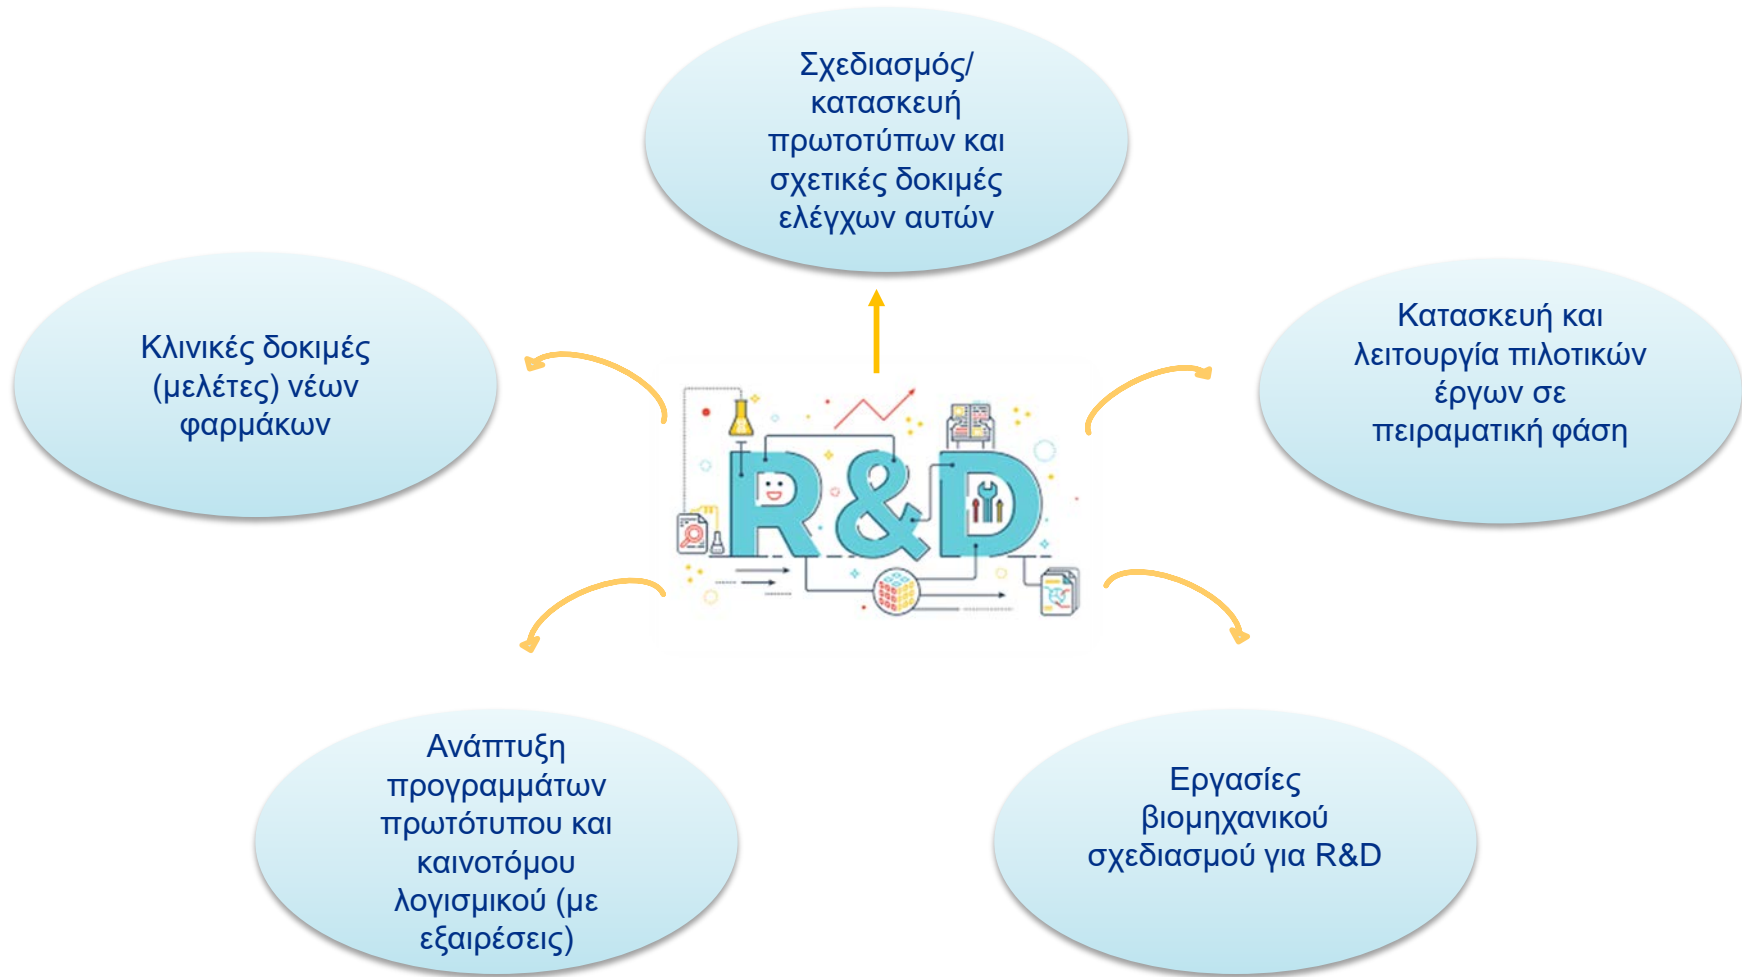 Σχεδιασμός/
κατασκευή
πρωτοτύπων και
σχετικές δοκιμές
ελέγχων αυτών
Κλινικές δοκιμές
(μελέτες) νέων
φαρμάκων
Κατασκευή και
λειτουργία πιλοτικών
έργων σε
πειραματική φάση
R&D
Ανάπτυξη
προγραμμάτων
πρωτότυπου και
καινοτόμου
λογισμικού (με
εξαιρέσεις)
Εργασίες
βιομηχανικού
σχεδιασμού για R&D